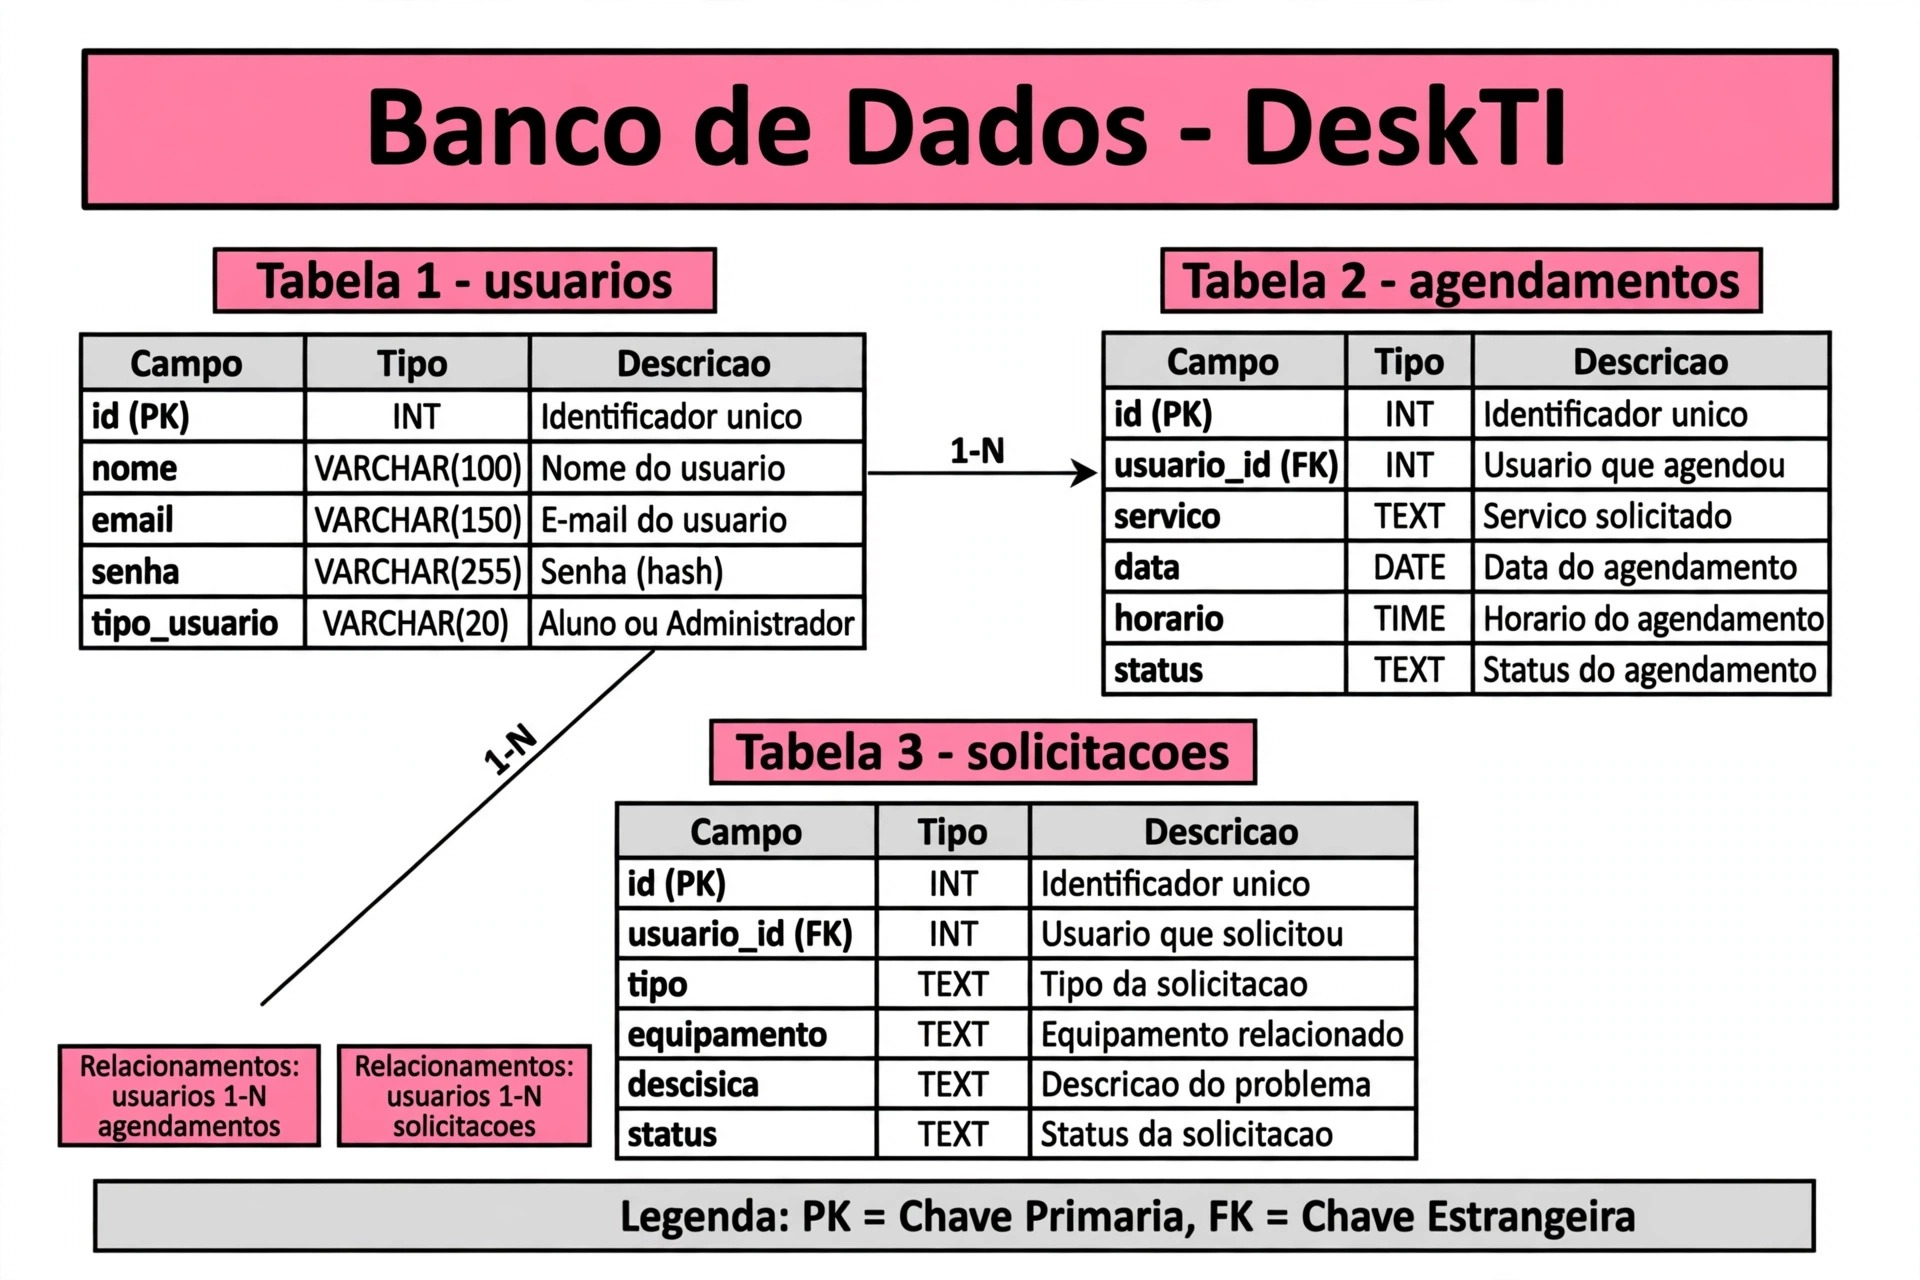 Banco de Dados - DeskTI
Tabela 1 - usuarios
Campo Tipo Descricao
id (PK) INT Identificador unico
nome VARCHAR(100) Nome do usuario
email VARCHAR(150) E-mail do usuario
senha VARCHAR(255) Senha (hash)
tipo_usuario VARCHAR(20) Aluno ou Administrador
1-N
Tabela 2 - agendamentos
Campo Tipo Descricao
id (PK) INT Identificador unico
usuario_id (FK) INT Usuario que agendou
servico TEXT Servico solicitado
data DATE Data do agendamento
horario TIME Horario do agendamento
status TEXT Status do agendamento
1-N
Tabela 3 - solicitacoes
Campo Tipo Descricao
id (PK) INT Identificador unico
usuario_id (FK) INT Usuario que solicitou
tipo TEXT Tipo da solicitacao
equipamento TEXT Equipamento relacionado
descisica TEXT Descricao do problema
status TEXT Status da solicitacao
Relacionamentos:
usuarios 1-N
agendamentos
Relacionamentos:
usuarios 1-N
solicitacoes
Legenda: PK = Chave Primaria, FK = Chave Estrangeira